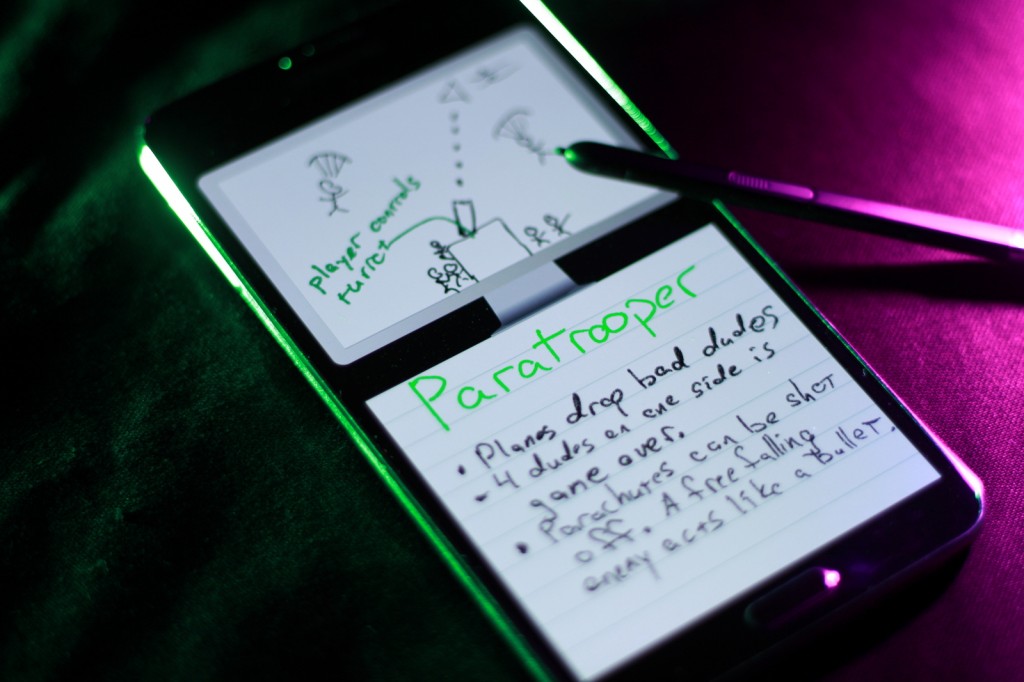 player controls
turret
Paratrooper
• Planes drop bad dudes
• 4 dudes on one side is
game over.
• Parachutes can be shot
off. A free falling
enemy acts like a bullet.